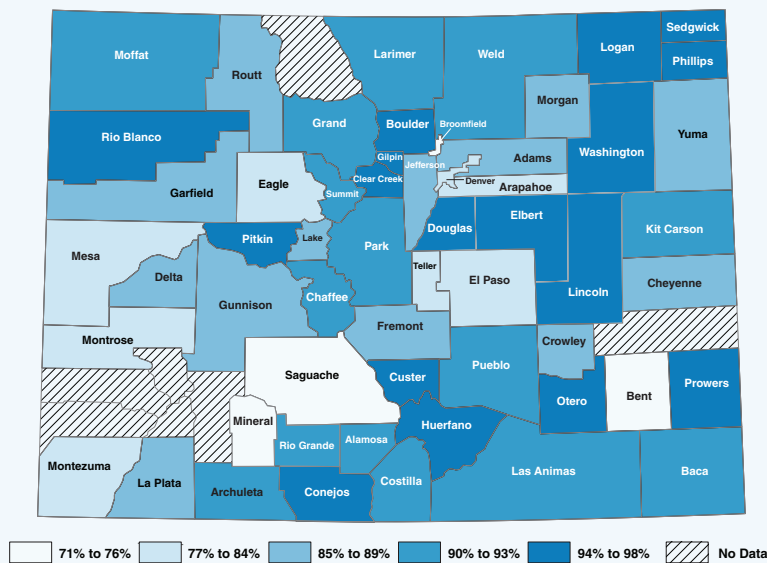 Sedgwick
Logan
Moffat
Larimer
Weld
Phillips
Routt
Morgan
Grand
Boulder
Broomfield
Rio Blanco
Yuma
Gilpin
Washington
Adams
Jefferson
Clear Creek
Denver
Eagle
Arapahoe
Garfield
Summit
Elbert
Douglas
Kit Carson
Pitkin
Lake
Park
Mesa
Teller
Delta
El Paso
Cheyenne
Lincoln
Chaffee
Gunnison
Fremont
Montrose
Crowley
Pueblo
Saguache
Custer
Prowers
Bent
Otero
Mineral
Huerfano
Alamosa
Rio Grande
Montezuma
Las Animas
Baca
La Plata
Costilla
Archuleta
Conejos
71% to 76%
77% to 84%
85% to 89%
90% to 93%
94% to 98%
No Data